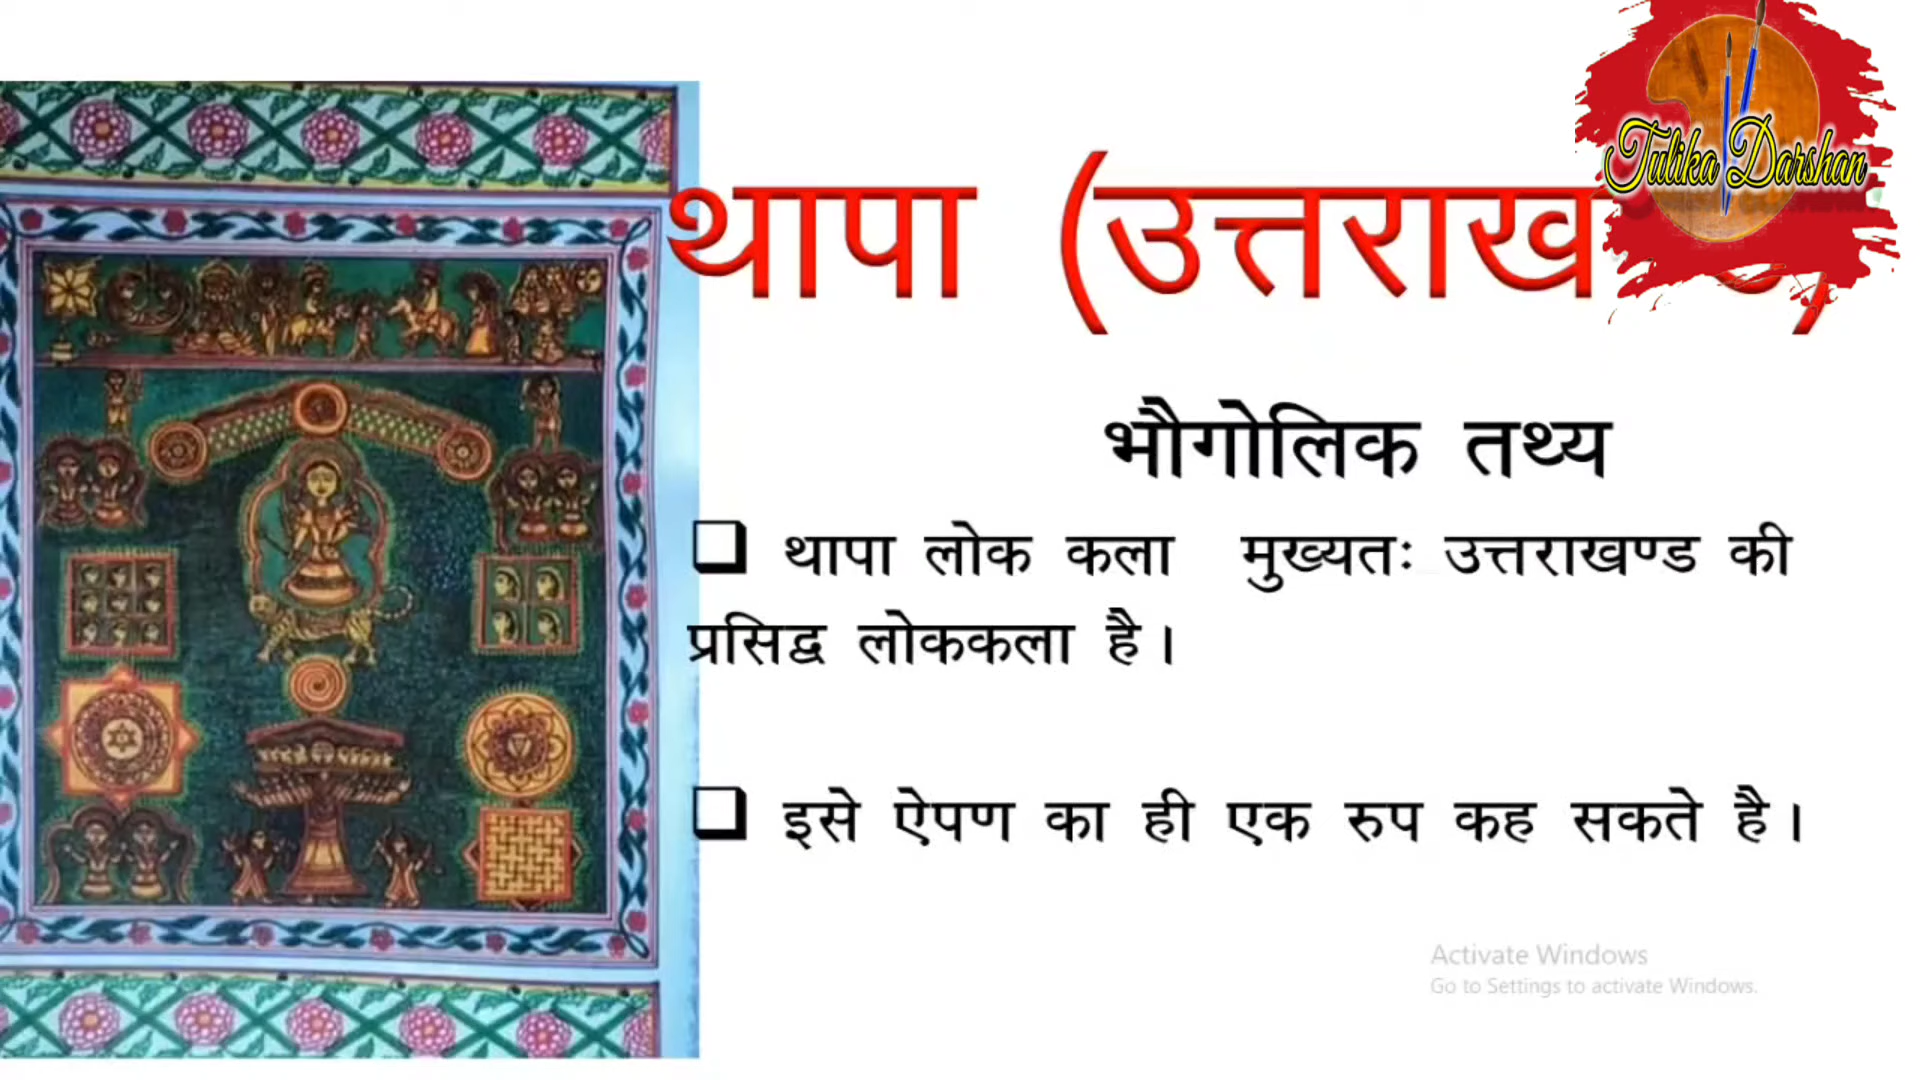 Tulika Darshan
थापा (उत्तराख
भौगोलिक तथ्य
थापा लोक कला मुख्यतः उत्तराखण्ड की
प्रसिद्व लोककला है।
इसे ऐपण का ही एक रुप कह सकते है।
Activate Windows
Go to Settings to activate Windows.